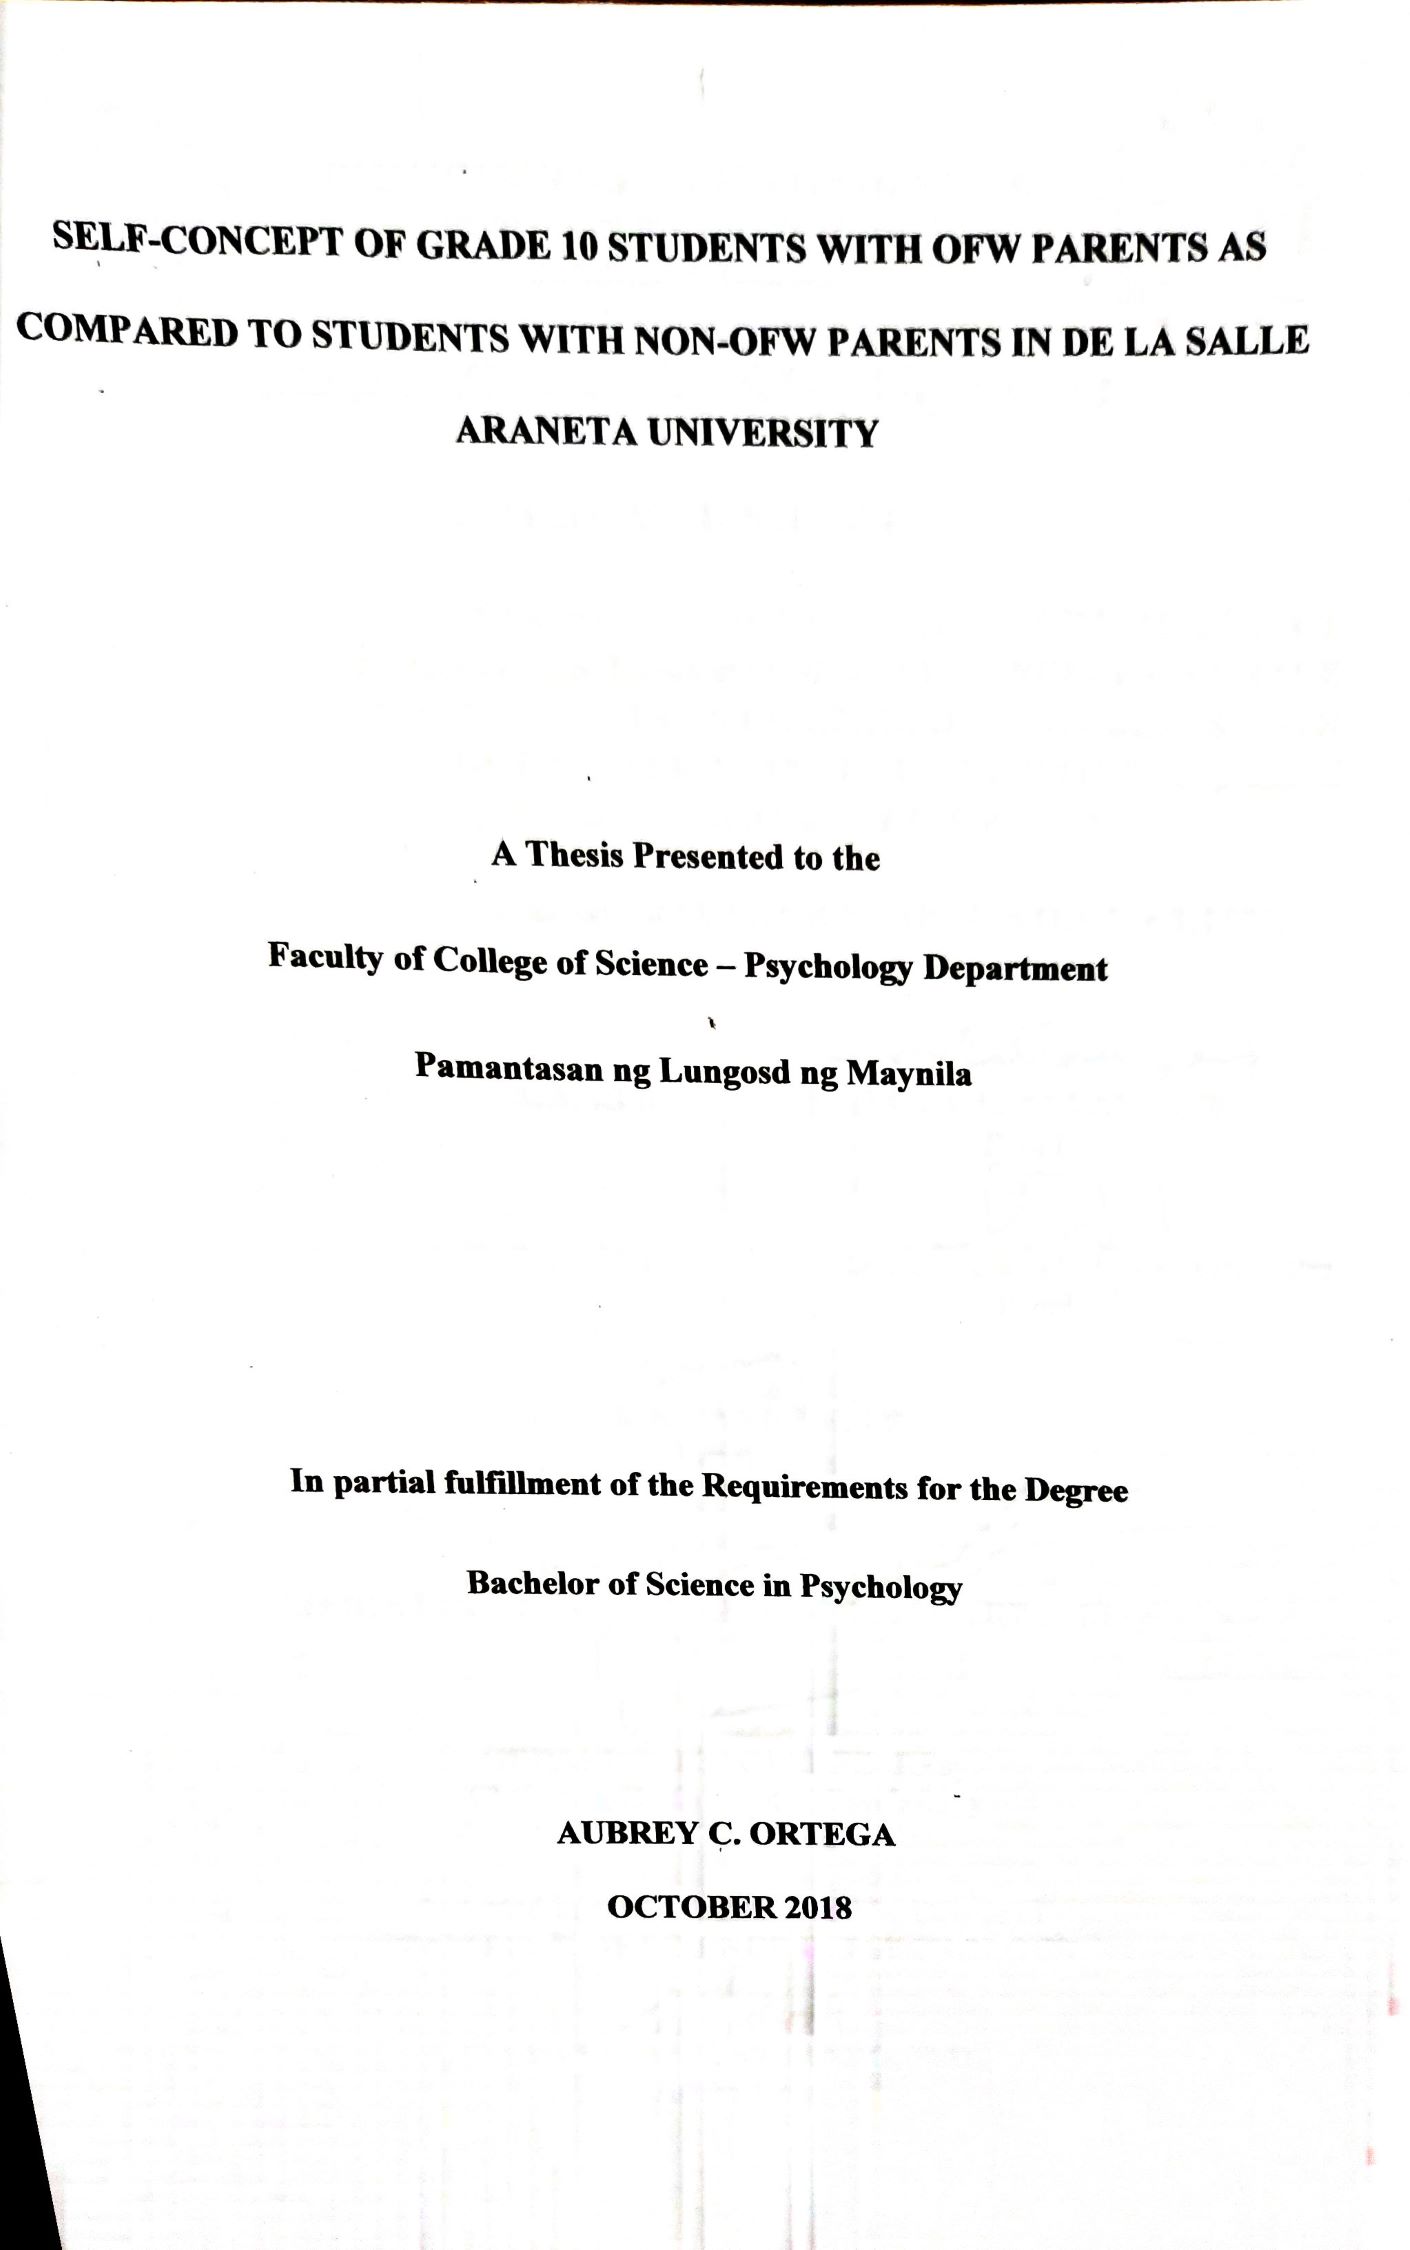 SELF-CONCEPT OF GRADE 10 STUDENTS WITH OFW PARENTS AS
COMPARED TO STUDENTS WITH NON-OFW PARENTS IN DE LA SALLE
ARANETA UNIVERSITY
A Thesis Presented to the
Faculty of College of Science – Psychology Department
Pamantasan ng Lungosd ng Maynila
In partial fulfillment of the Requirements for the Degree
Bachelor of Science in Psychology
AUBREY C. ORTEGA
OCTOBER 2018